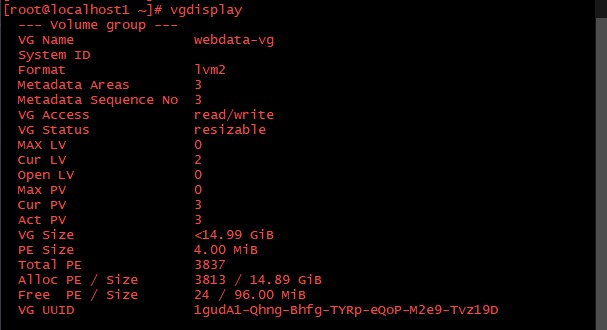 [root@localhost1 ~]# vgdisplay
--- Volume group ---
VG Name webdata-vg
System ID
Format lvm2
Metadata Areas 3
Metadata Sequence No 3
VG Access read/write
VG Status resizable
MAX LV 0
Cur LV 2
Open LV 0
Max PV 0
Cur PV 3
Act PV 3
VG Size <14.99 GiB
PE Size 4.00 MiB
Total PE 3837
Alloc PE / Size 3813 / 14.89 GiB
Free PE / Size 24 / 96.00 MiB
VG UUID 1gudA1-Qhng-Bhfg-TYRp-eQoP-M2e9-Tvz19D